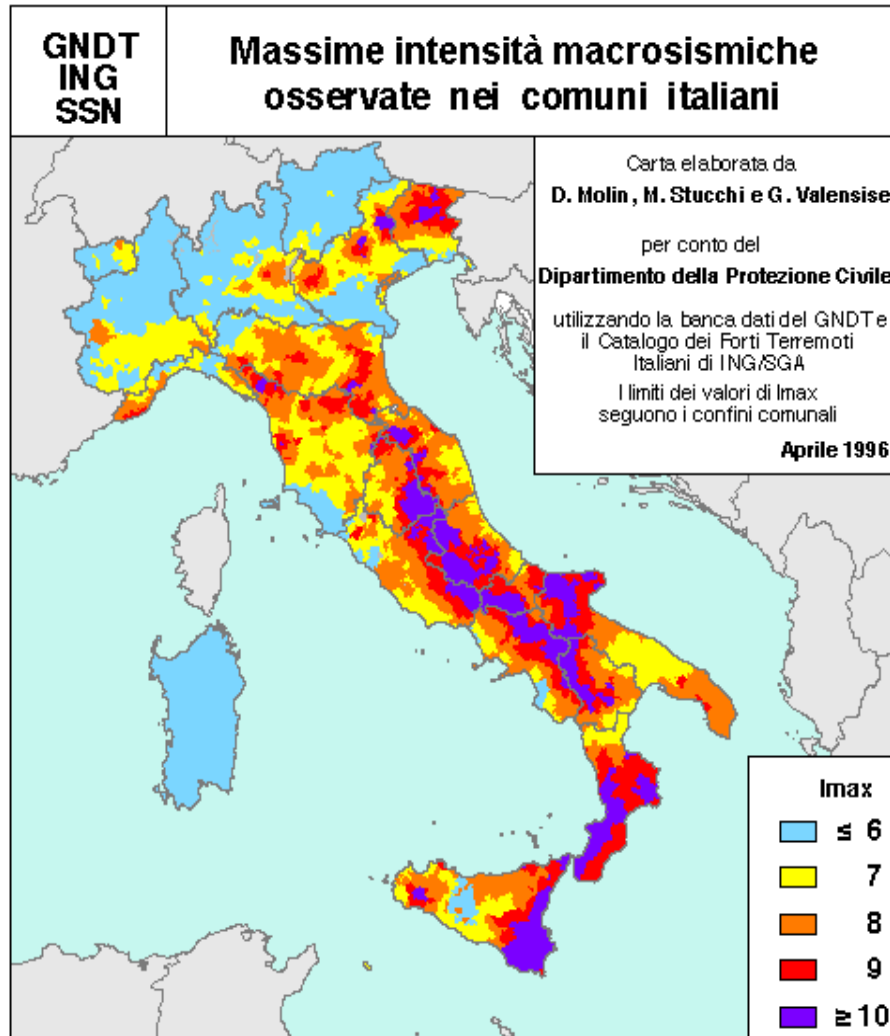 GNDT
ING
SSN
Massime intensità macrosismiche
osservate nei comuni italiani
Carta elaborata da
D. Molin, M. Stucchi e G. Valensise
per conto del
Dipartimento della Protezione Civile
utilizzando la banca dati del GNDT e
il Catalogo dei Forti Terremoti
Italiani di ING/SGA
I limiti dei valori di Imax
seguono i confini comunali
Aprile 1996
Imax
≤ 6
7
8
9
≥ 10